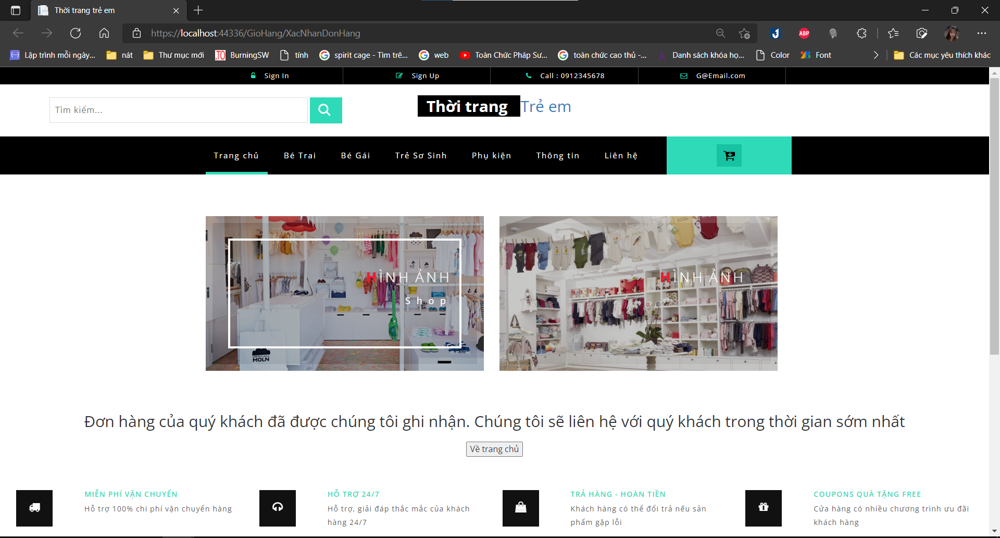 Thời trang trẻ em
https://localhost:44336/GioHang/XacNhanDonHang
ABP
Lập trình mỗi ngày...
nát
Thư mục mới
BurningSW
tính
spirit cage - Tìm trê...
web
Toàn Chức Pháp Sư...
toàn chức cao thủ -...
Danh sách khóa họ...
Color
Font
Các mục yêu thích khác
Sign In
Sign Up
Call : 0912345678
G@Email.com
Tìm kiếm...
Thời trang Trẻ em
Trang chủ
Bé Trai
Bé Gái
Trẻ Sơ Sinh
Phụ kiện
Thông tin
Liên hệ
HÌNH ẢNH
Shop
MOLN
HÌNH ẢNH
Đơn hàng của quý khách đã được chúng tôi ghi nhận. Chúng tôi sẽ liên hệ với quý khách trong thời gian sớm nhất
Về trang chủ
MIỄN PHÍ VẬN CHUYỂN
Hỗ trợ 100% chi phí vận chuyển hàng
HỖ TRỢ 24/7
Hỗ trợ, giải đáp thắc mắc của khách
hàng 24/7
TRẢ HÀNG - HOÀN TIỀN
Khách hàng có thể đổi trả nếu sản
phẩm gặp lỗi
COUPONS QUÀ TẶNG FREE
Cửa hàng có nhiều chương trình ưu đãi
khách hàng